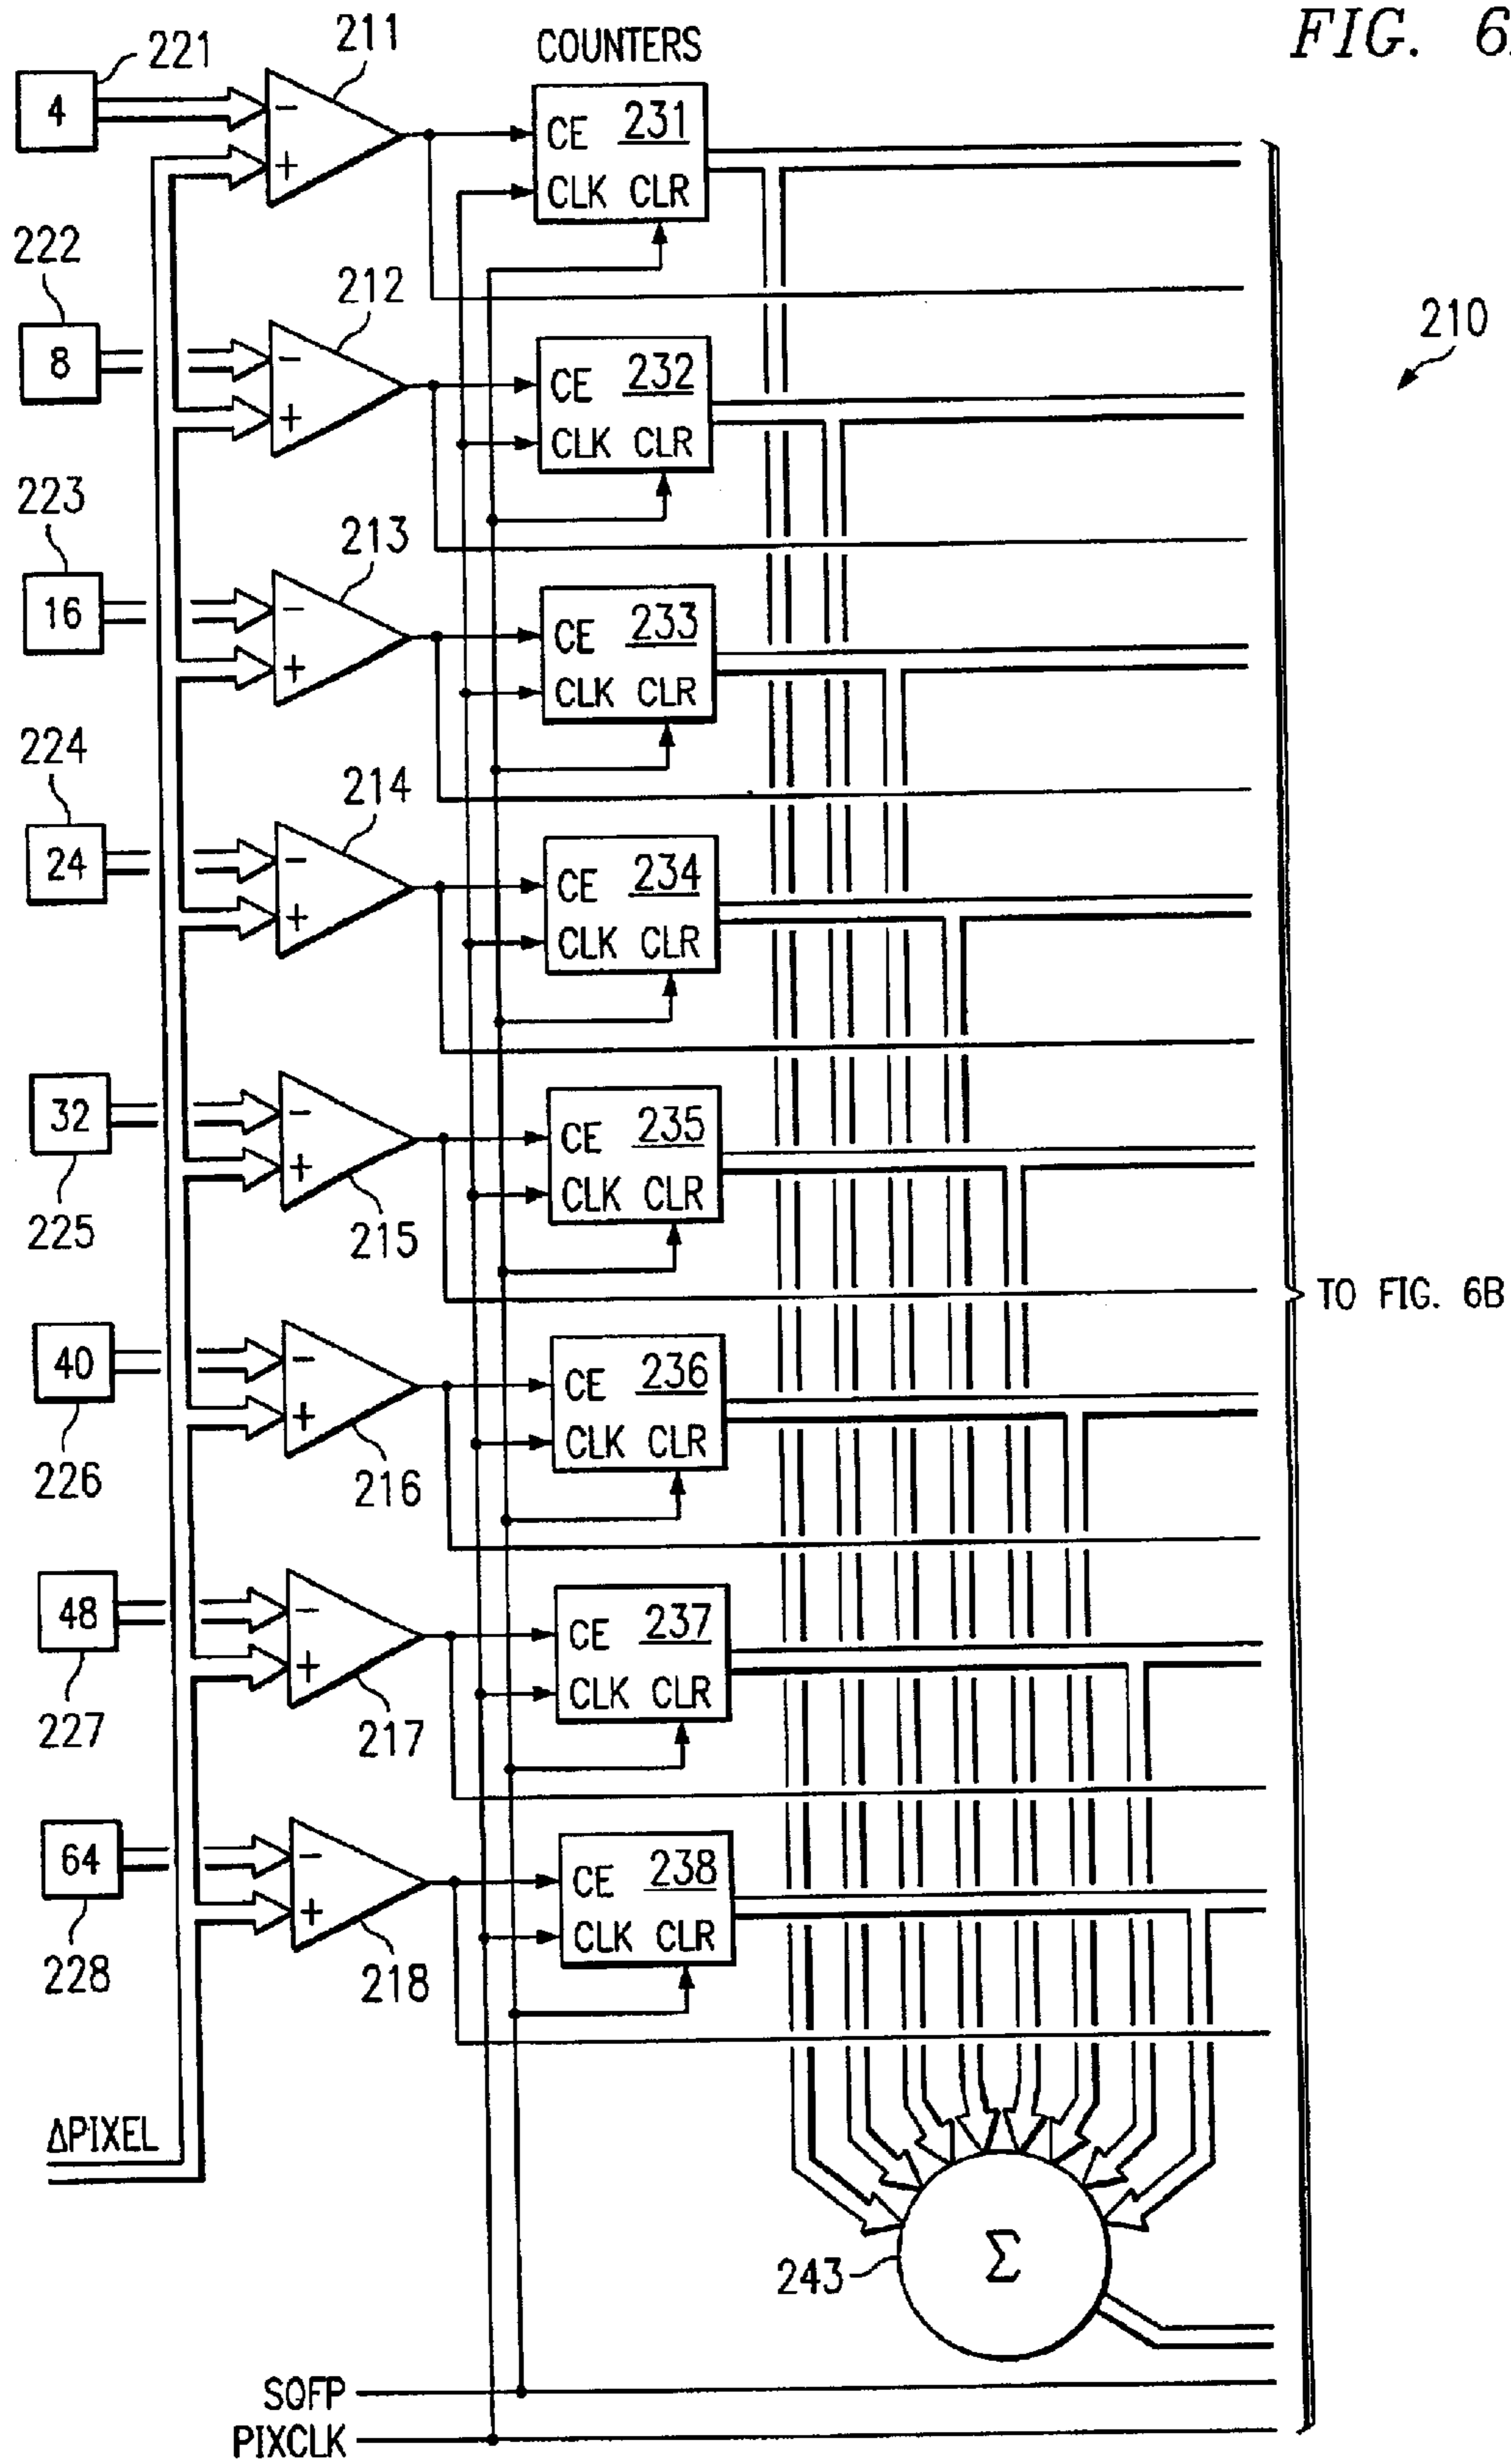 FIG. 6
COUNTERS
221
211
4
-
+
CE 231
CLK CLR
222
212
8
-
+
CE 232
CLK CLR
210
223
213
16
-
+
CE 233
CLK CLR
224
214
24
-
+
CE 234
CLK CLR
32
-
+
CE 235
CLK CLR
225
215
TO FIG. 6B
40
-
+
CE 236
CLK CLR
226
216
48
-
+
CE 237
CLK CLR
227
217
64
-
+
CE 238
CLK CLR
228
218
ΔPIXEL
243
Σ
SOFP
PIXCLK